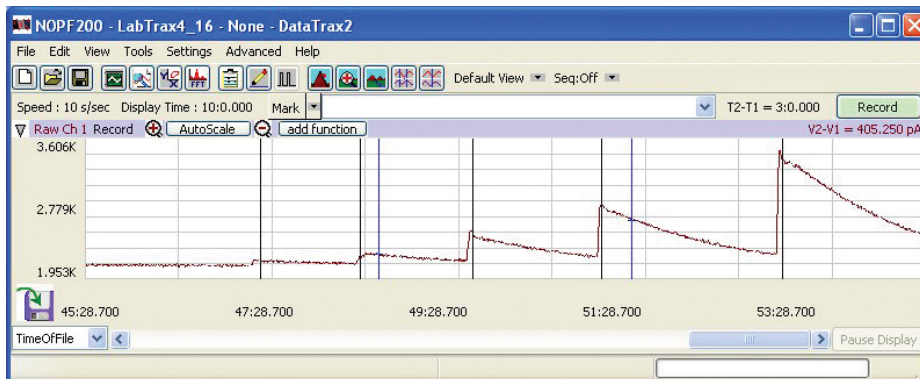 NOPF200 - LabTrax4_16 - None - DataTrax2
File Edit View Tools Settings Advanced Help
FFT Default View Seq:Off
Speed : 10 s/sec Display Time : 10:0.000 Mark T2-T1 = 3:0.000 Record
Raw Ch 1 Record AutoScale add function V2-V1 = 405.250 pA
3.606K
2.779K
1.953K
45:28.700 47:28.700 49:28.700 51:28.700 53:28.700
TimeOfFile Pause Display